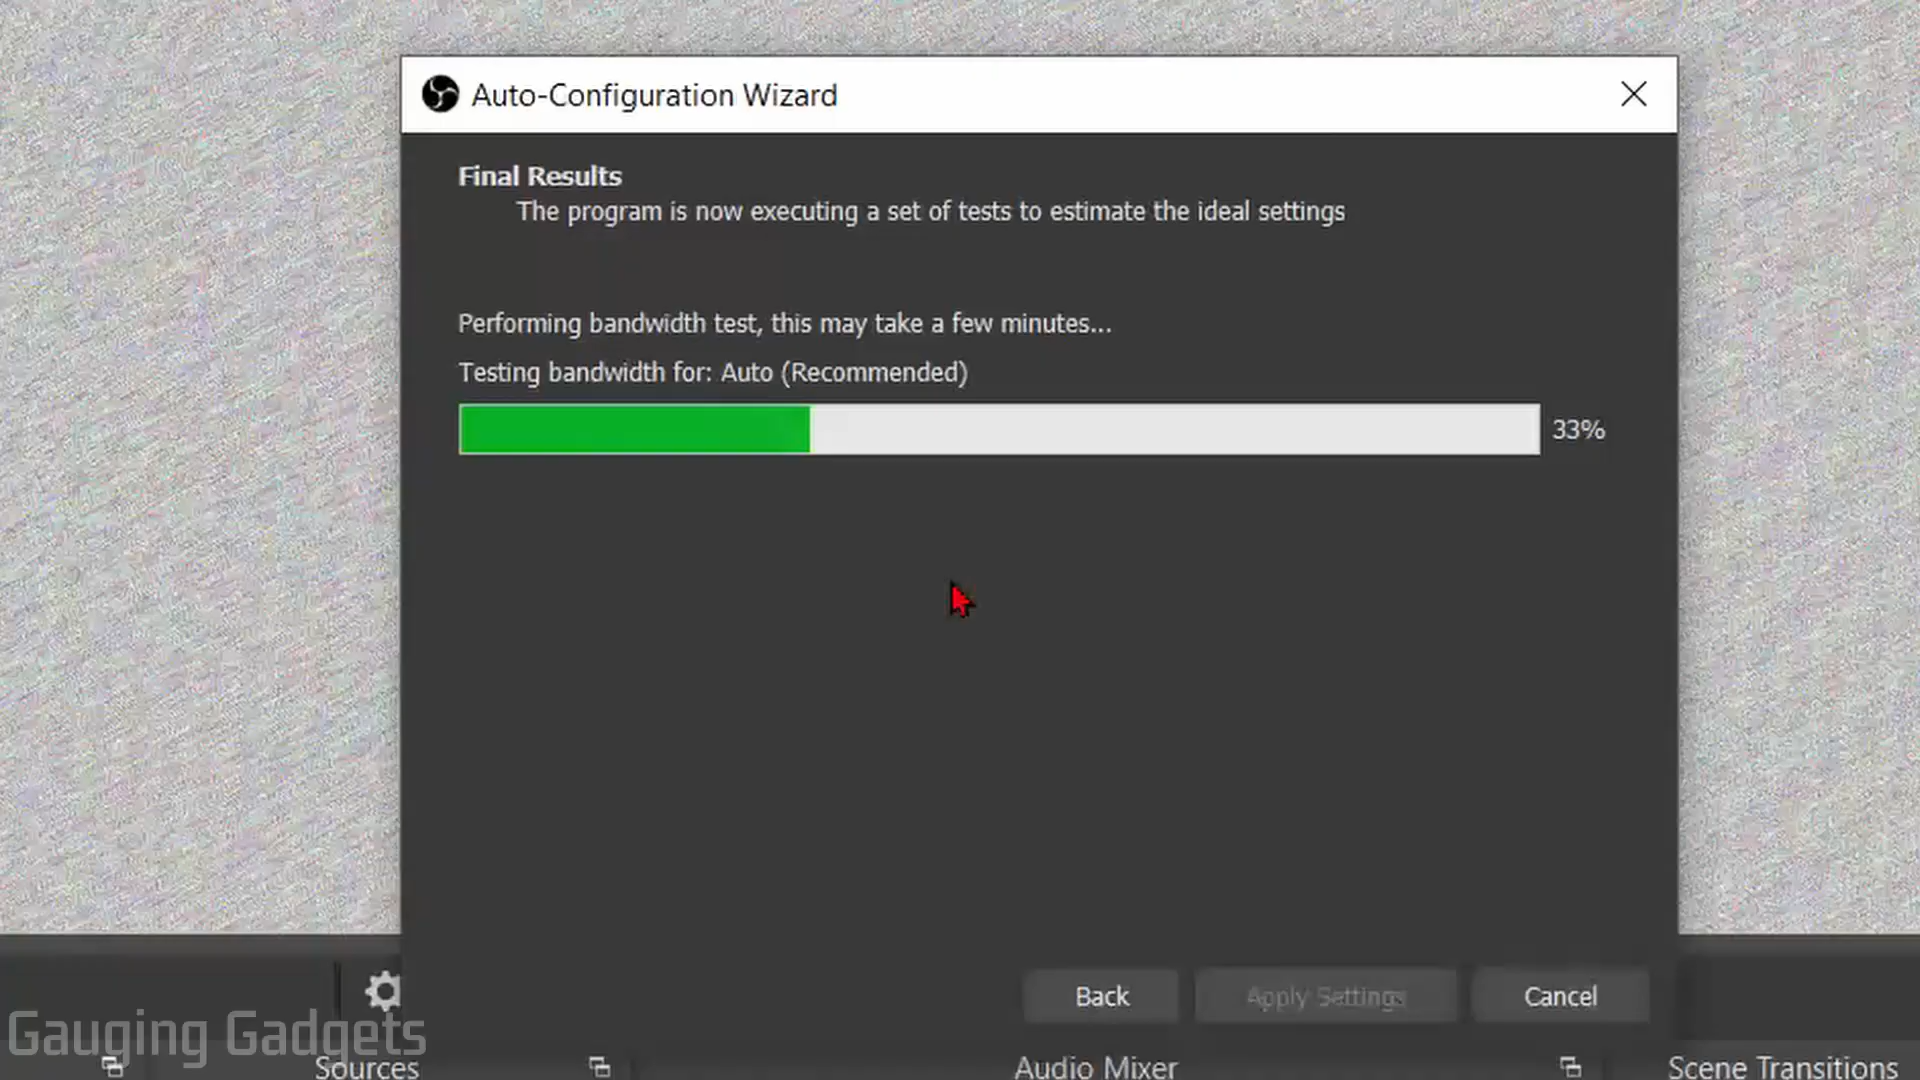 Auto-Configuration Wizard
Final Results
The program is now executing a set of tests to estimate the ideal settings
Performing bandwidth test, this may take a few minutes...
Testing bandwidth for: Auto (Recommended)
33%
Back
Apply Settings
Cancel
Gauging Gadgets
Sources
Audio Mixer
Scene Transitions